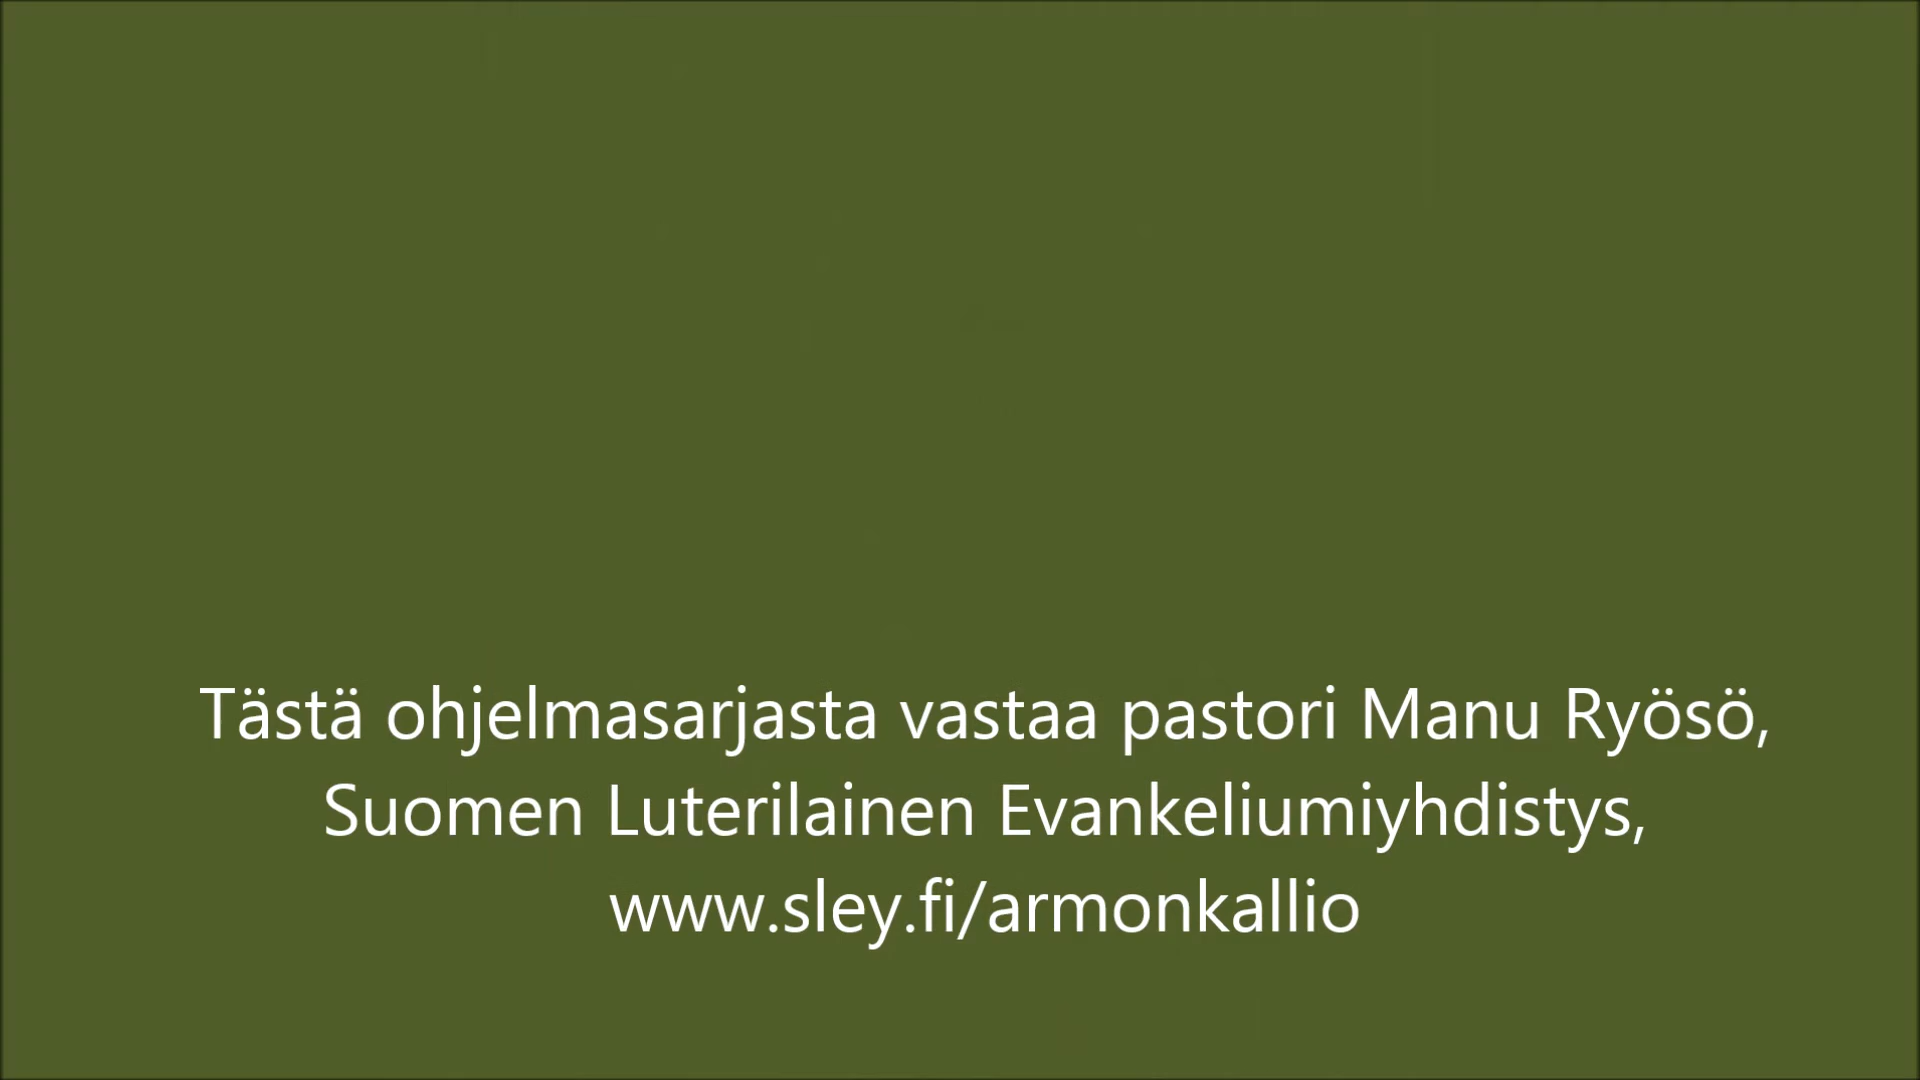 Tästä ohjelmasarjasta vastaa pastori Manu Ryösö,
Suomen Luterilainen Evankeliumiyhdistys,
www.sley.fi/armonkallio